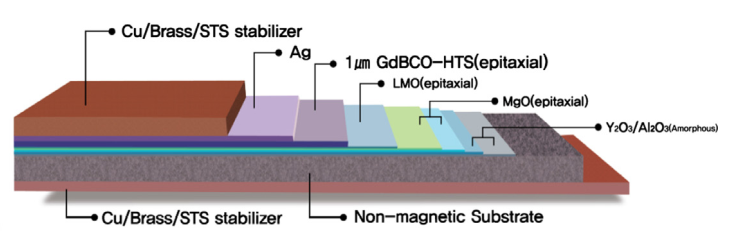 Cu/Brass/STS stabilizer
Ag
1㎛ GdBCO-HTS(epitaxial)
LMO(epitaxial)
MgO(epitaxial)
Y₂O₃/Al₂O₃(Amorphous)
Cu/Brass/STS stabilizer
Non-magnetic Substrate